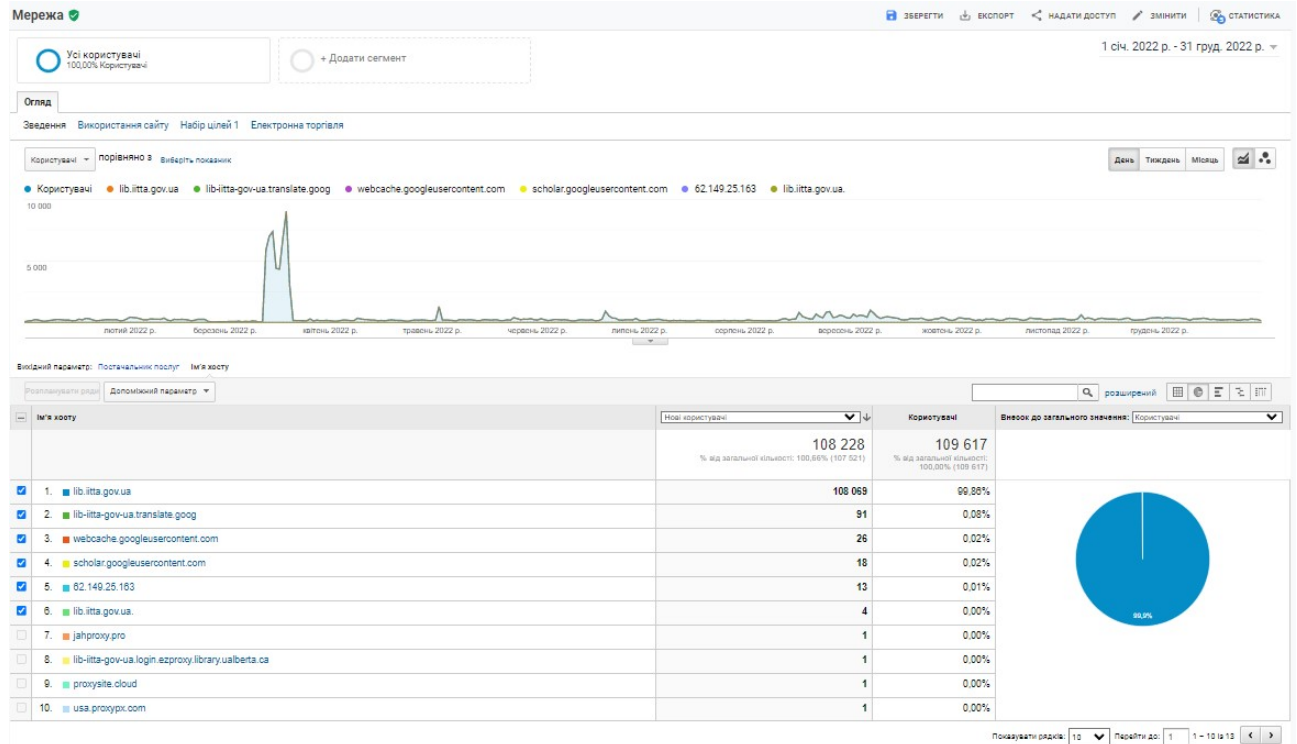 Мережа
ЗБЕРЕГТИ ЕКСПОРТ НАДАТИ ДОСТУП ЗМІНИТИ СТАТИСТИКА
Усі користувачі
100,00% Користувачі
+ Додати сегмент
1 січ. 2022 р. - 31 груд. 2022 р.
Огляд
Зведення Використання сайту Набір цілей 1 Електронна торгівля
Користувачі порівняно з Виберіть показник
День Тиждень Місяць
Користувачі lib.iitta.gov.ua lib-iitta-gov-ua.translate.goog webcache.googleusercontent.com scholar.googleusercontent.com 62.149.25.163 lib.iitta.gov.ua.
10 000
5 000
лютий 2022 р. березень 2022 р. квітень 2022 р. травень 2022 р. червень 2022 р. липень 2022 р. серпень 2022 р. вересень 2022 р. жовтень 2022 р. листопад 2022 р. грудень 2022 р.
Вихідний параметр: Постачальник послуг Ім'я хосту
Розпланувати ряди Допоміжний параметр
розширений
Ім'я хосту Нові користувачі Користувачі Внесок до загального значення: Користувачі
108 228 109 617
% від загальної кількості: 100,66% (107 521) % від загальної кількості: 100,00% (109 617)
1. lib.iitta.gov.ua 108 069 99,86%
2. lib-iitta-gov-ua.translate.goog 91 0,08%
3. webcache.googleusercontent.com 26 0,02%
4. scholar.googleusercontent.com 18 0,02%
5. 62.149.25.163 13 0,01%
6. lib.iitta.gov.ua. 4 0,00%
7. jahproxy.pro 1 0,00%
8. lib-iitta-gov-ua.login.ezproxy.library.ualberta.ca 1 0,00%
9. proxysite.cloud 1 0,00%
10. usa.proxypx.com 1 0,00%
99,9%
Показувати рядків: 10 Перейти до: 1 1 – 10 із 13